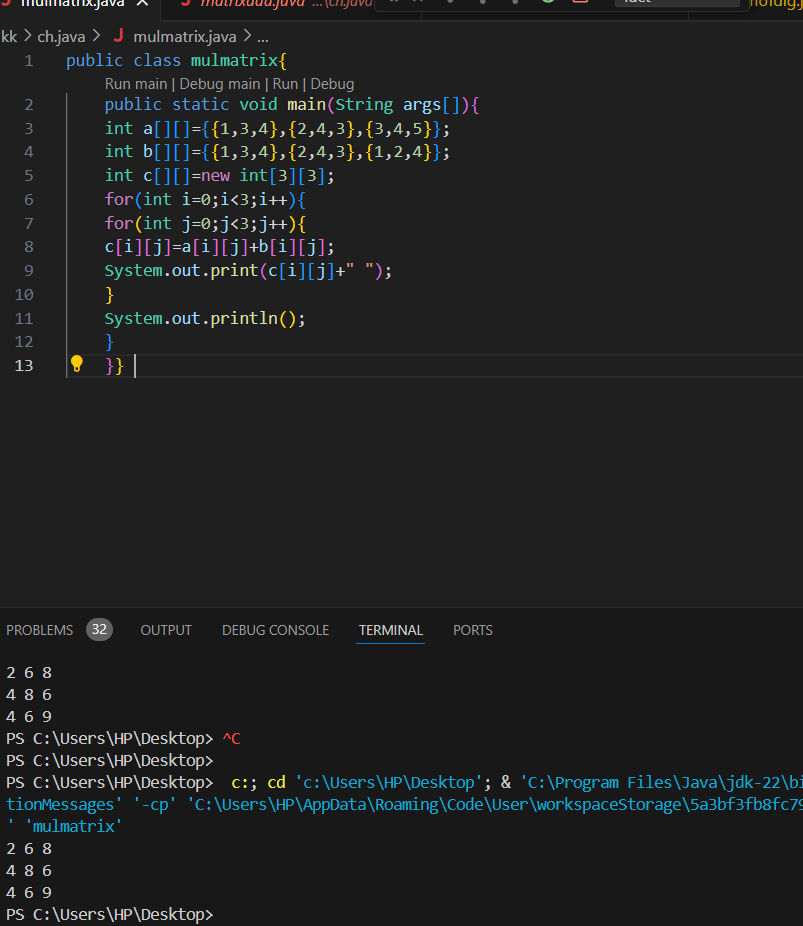 mulmatrix.java matrixadd.java ...\ch.java
kk > ch.java > J mulmatrix.java > ...
1 public class mulmatrix{
Run main | Debug main | Run | Debug
2 public static void main(String args[]){
3 int a[][]={{1,3,4},{2,4,3},{3,4,5}};
4 int b[][]={{1,3,4},{2,4,3},{1,2,4}};
5 int c[][]=new int[3][3];
6 for(int i=0;i<3;i++){
7 for(int j=0;j<3;j++){
8 c[i][j]=a[i][j]+b[i][j];
9 System.out.print(c[i][j]+" ");
10 }
11 System.out.println();
12 }
13 }}
PROBLEMS 32 OUTPUT DEBUG CONSOLE TERMINAL PORTS
2 6 8
4 8 6
4 6 9
PS C:\Users\HP\Desktop> ^C
PS C:\Users\HP\Desktop>
PS C:\Users\HP\Desktop> c:; cd 'c:\Users\HP\Desktop'; & 'C:\Program Files\Java\jdk-22\bi
tionMessages' '-cp' 'C:\Users\HP\AppData\Roaming\Code\User\workspaceStorage\5a3bf3fb8fc79
' 'mulmatrix'
2 6 8
4 8 6
4 6 9
PS C:\Users\HP\Desktop>